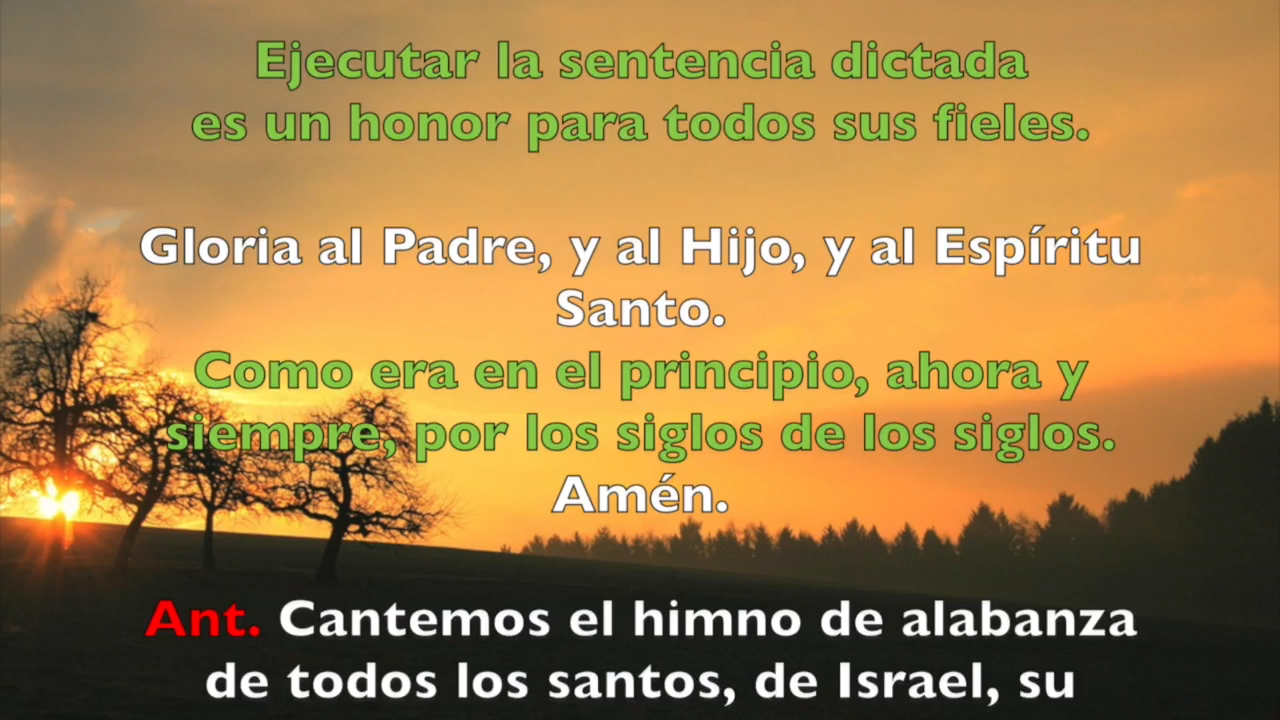 Ejecutar la sentencia dictada
es un honor para todos sus fieles.
Gloria al Padre, y al Hijo, y al Espíritu
Santo.
Como era en el principio, ahora y
siempre, por los siglos de los siglos.
Amén.
Ant. Cantemos el himno de alabanza
de todos los santos, de Israel, su